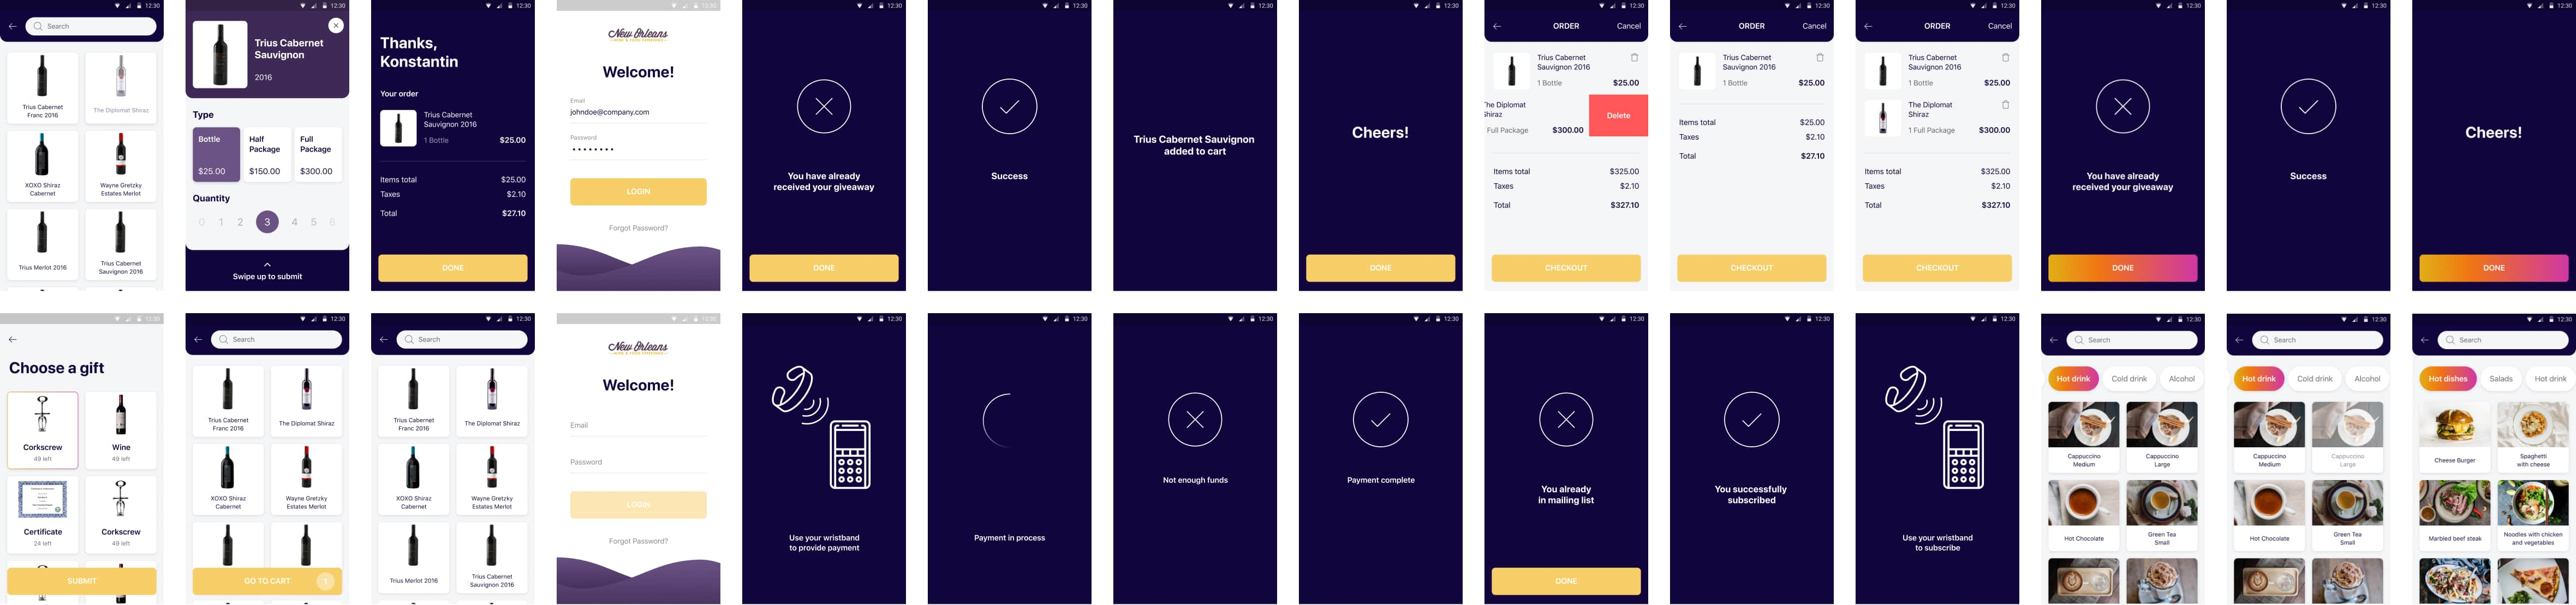 12:30
Search
Trius Cabernet
Franc 2016
The Diplomat Shiraz
XOXO Shiraz
Cabernet
Wayne Gretzky
Estates Merlot
Trius Merlot 2016
Trius Cabernet
Sauvignon 2016
12:30
Trius Cabernet
Sauvignon
2016
Type
Bottle
$25.00
Half
Package
$150.00
Full
Package
$300.00
Quantity
0 1 2 3 4 5 6
Swipe up to submit
12:30
Thanks,
Konstantin
Your order
Trius Cabernet
Sauvignon 2016
1 Bottle $25.00
Items total $25.00
Taxes $2.10
Total $27.10
DONE
12:30
New Orleans
WINE & FOOD EXPERIENCE
Welcome!
Email
johndoe@company.com
Password
LOGIN
Forgot Password?
12:30
You have already
received your giveaway
DONE
12:30
Success
12:30
Trius Cabernet Sauvignon
added to cart
12:30
Cheers!
DONE
12:30
ORDER Cancel
Trius Cabernet
Sauvignon 2016
1 Bottle $25.00
The Diplomat
Shiraz
Full Package $300.00
Delete
Items total $325.00
Taxes $2.10
Total $327.10
CHECKOUT
12:30
ORDER Cancel
Trius Cabernet
Sauvignon 2016
1 Bottle $25.00
Items total $25.00
Taxes $2.10
Total $27.10
CHECKOUT
12:30
ORDER Cancel
Trius Cabernet
Sauvignon 2016
1 Bottle $25.00
The Diplomat
Shiraz
1 Full Package $300.00
Items total $325.00
Taxes $2.10
Total $327.10
CHECKOUT
12:30
You have already
received your giveaway
DONE
12:30
Success
12:30
Cheers!
DONE
12:30
Choose a gift
Corkscrew
49 left
Wine
49 left
Certificate
24 left
Corkscrew
49 left
SUBMIT
12:30
Search
Trius Cabernet
Franc 2016
The Diplomat Shiraz
XOXO Shiraz
Cabernet
Wayne Gretzky
Estates Merlot
GO TO CART 1
12:30
Search
Trius Cabernet
Franc 2016
The Diplomat Shiraz
XOXO Shiraz
Cabernet
Wayne Gretzky
Estates Merlot
Trius Merlot 2016
Trius Cabernet
Sauvignon 2016
12:30
New Orleans
WINE & FOOD EXPERIENCE
Welcome!
Email
Password
LOGIN
Forgot Password?
12:30
Use your wristband
to provide payment
12:30
Payment in process
12:30
Not enough funds
12:30
Payment complete
12:30
You already
in mailing list
DONE
12:30
You successfully
subscribed
12:30
Use your wristband
to subscribe
12:30
Search
Hot drink Cold drink Alcohol
Cappuccino
Medium
Cappuccino
Large
Hot Chocolate
Green Tea
Small
12:30
Search
Hot drink Cold drink Alcohol
Cappuccino
Medium
Cappuccino
Large
Hot Chocolate
Green Tea
Small
12:30
Search
Hot dishes Salads Hot drink
Cheese Burger
Spaghetti
with cheese
Marbled beef steak
Noodles with chicken
and vegetables